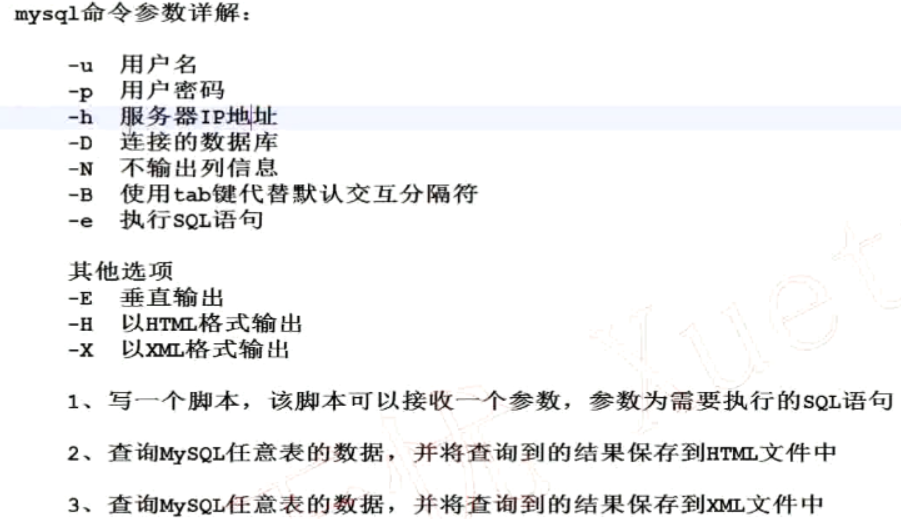 mysql命令参数详解：
-u 用户名
-p 用户密码
-h 服务器IP地址
-D 连接的数据库
-N 不输出列信息
-B 使用tab键代替默认交互分隔符
-e 执行SQL语句
其他选项
-E 垂直输出
-H 以HTML格式输出
-X 以XML格式输出
1、写一个脚本，该脚本可以接收一个参数，参数为需要执行的SQL语句
2、查询MySQL任意表的数据，并将查询到的结果保存到HTML文件中
3、查询MySQL任意表的数据，并将查询到的结果保存到XML文件中
Xuet